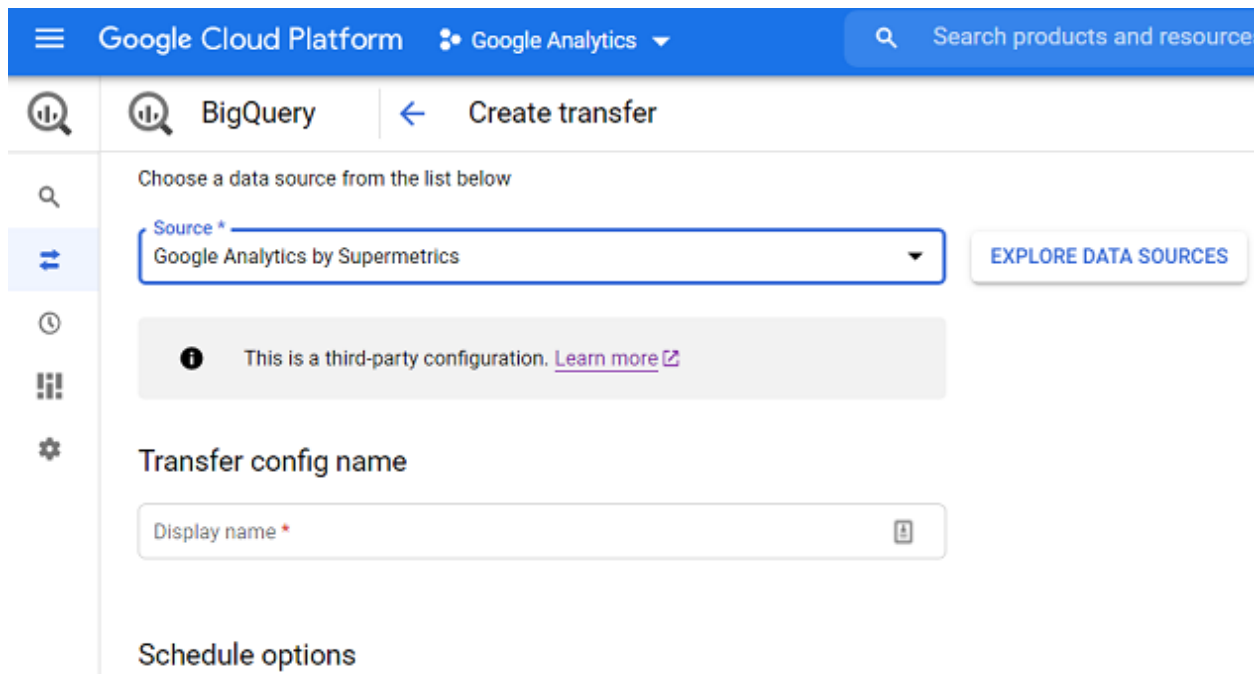 Google Cloud Platform Google Analytics Search products and resource
BigQuery Create transfer
Choose a data source from the list below
Source *
Google Analytics by Supermetrics EXPLORE DATA SOURCES
This is a third-party configuration. Learn more
Transfer config name
Display name *
Schedule options